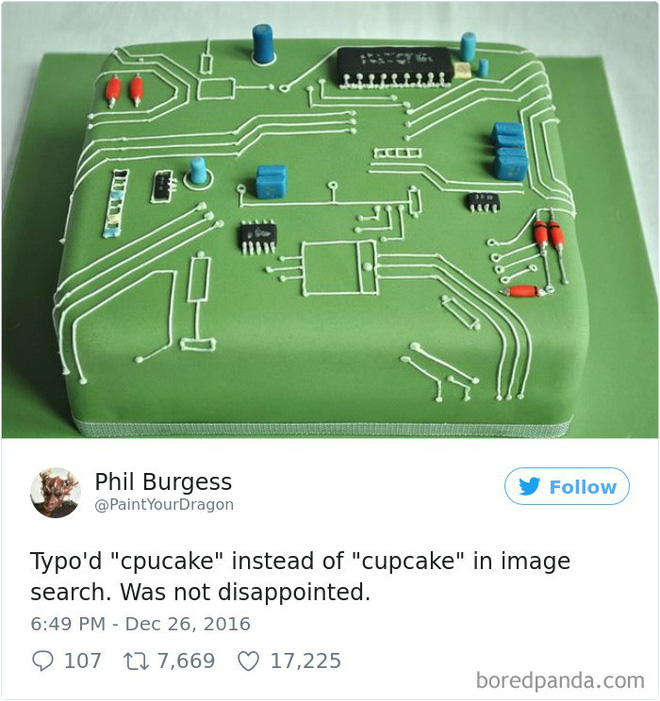 Phil Burgess
@PaintYourDragon
Follow
Typo'd "cpucake" instead of "cupcake" in image
search. Was not disappointed.
6:49 PM - Dec 26, 2016
107 7,669 17,225
boredpanda.com